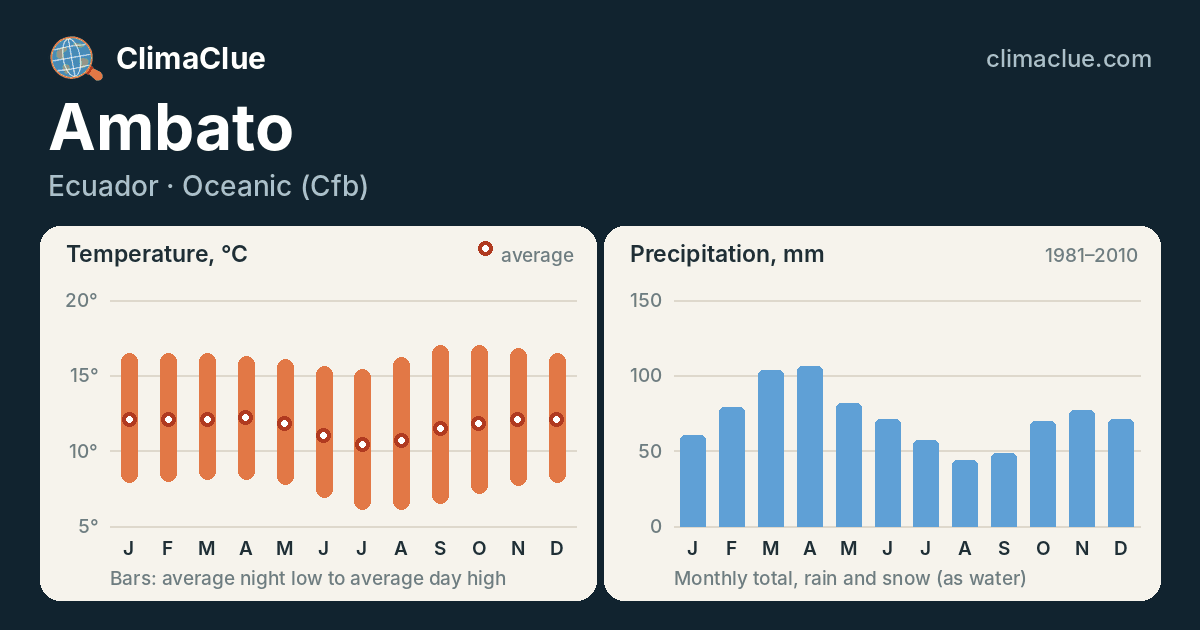 ClimaClue
climaclue.com
Ambato
Ecuador · Oceanic (Cfb)
Temperature, °C
average
20°
15°
10°
5°
J F M A M J J A S O N D
Bars: average night low to average day high
Precipitation, mm
1981–2010
150
100
50
0
J F M A M J J A S O N D
Monthly total, rain and snow (as water)